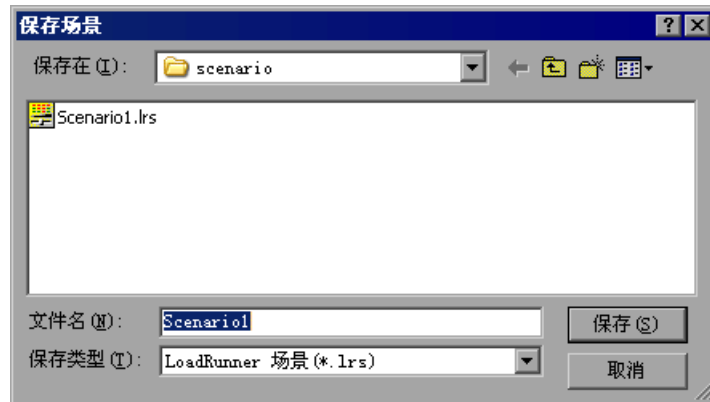 保存场景
保存在(I):
scenario
Scenario1.lrs
文件名(N):
Scenario1
保存(S)
保存类型(T):
LoadRunner 场景(*.lrs)
取消